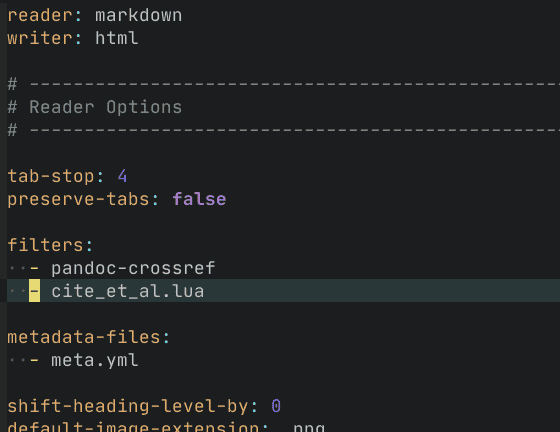 reader: markdown
writer: html
# -------------------------------------------------
# Reader Options
# -------------------------------------------------
tab-stop: 4
preserve-tabs: false
filters:
- pandoc-crossref
- cite_et_al.lua
metadata-files:
- meta.yml
shift-heading-level-by: 0
default-image-extension: .png